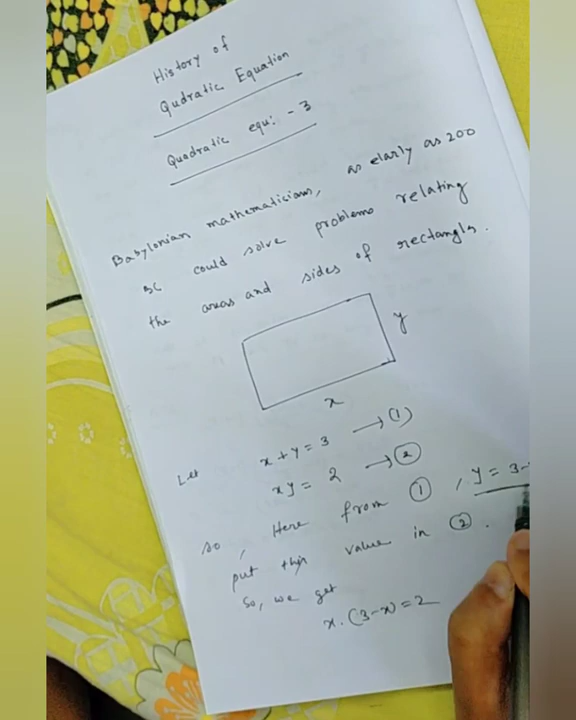 History of
Qudratic Equation
Quadratic equ: - 3
Babylonian mathematicians, as elarly as 200
BC could solve problems relating
the areas and sides of rectangls.
y
x
Let x + y = 3 → (1)
xy = 2 → (2)
so, Here from (1), y = 3-
put this value in (2).
So, we get
x. (3-x) = 2